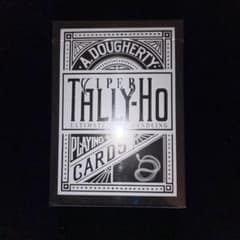 A. DOUGHERTY
VIPER
TALLY-HO
PLAYING
CARDS